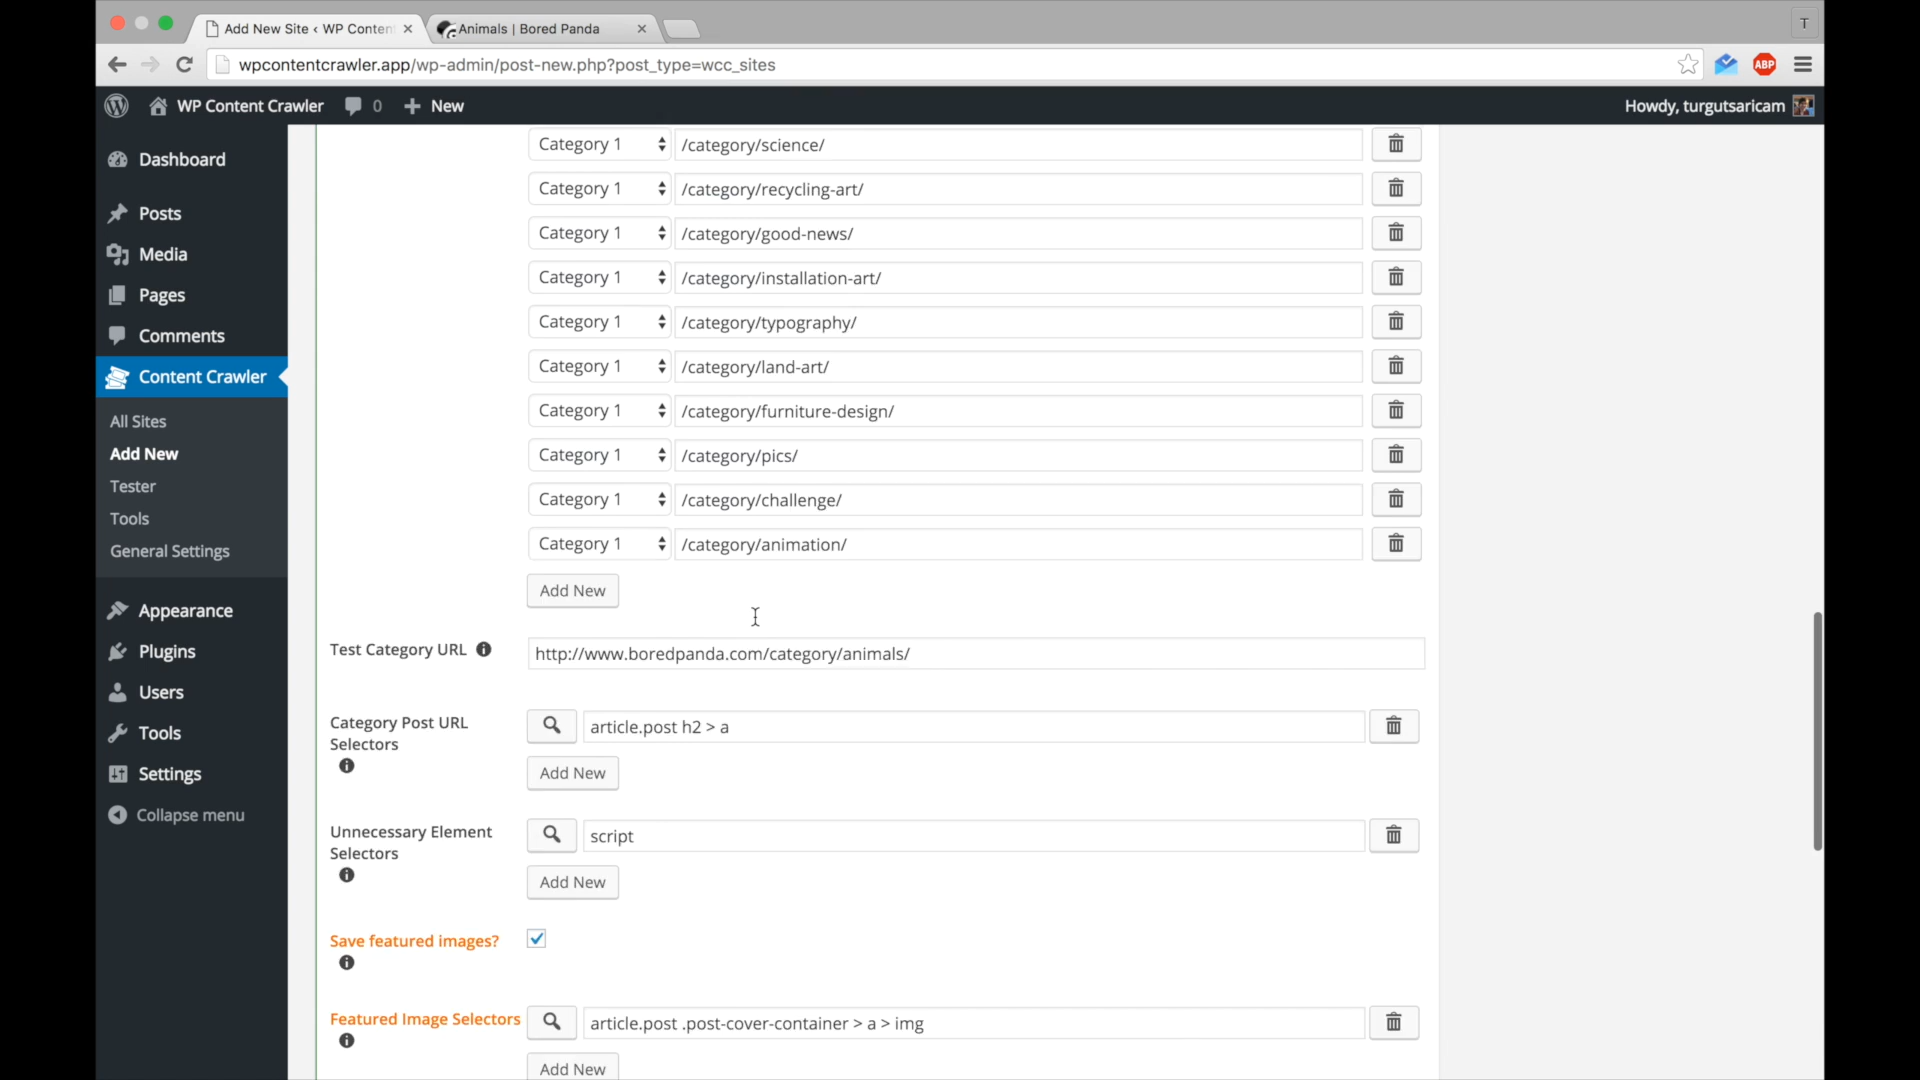 Add New Site ‹ WP Conten
Animals | Bored Panda
T
wpcontentcrawler.app/wp-admin/post-new.php?post_type=wcc_sites
ABP
WP Content Crawler
0
New
Howdy, turgutsaricam
Dashboard
Posts
Media
Pages
Comments
Content Crawler
All Sites
Add New
Tester
Tools
General Settings
Appearance
Plugins
Users
Tools
Settings
Collapse menu
Category 1 /category/science/
Category 1 /category/recycling-art/
Category 1 /category/good-news/
Category 1 /category/installation-art/
Category 1 /category/typography/
Category 1 /category/land-art/
Category 1 /category/furniture-design/
Category 1 /category/pics/
Category 1 /category/challenge/
Category 1 /category/animation/
Add New
Test Category URL http://www.boredpanda.com/category/animals/
Category Post URL
Selectors
article.post h2 > a
Add New
Unnecessary Element
Selectors
script
Add New
Save featured images?
Featured Image Selectors article.post .post-cover-container > a > img
Add New